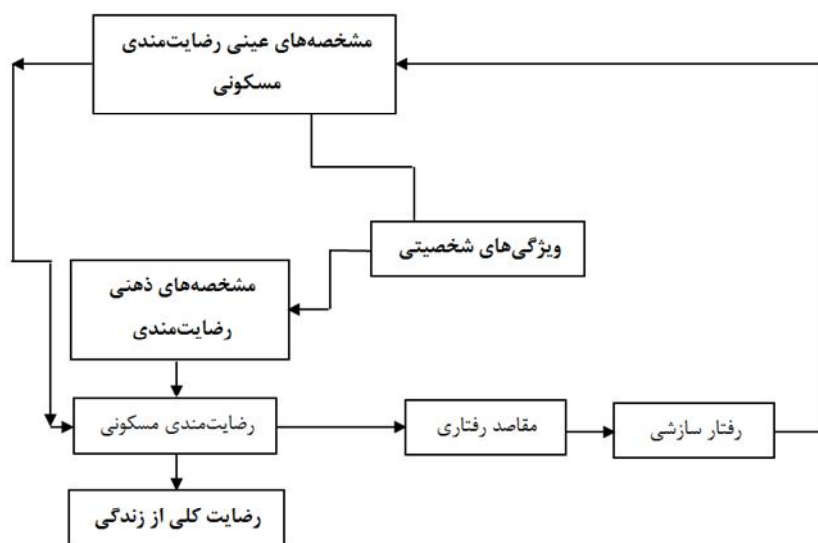 مشخصه‌های عینی رضایت‌مندی
مسکونی
ویژگی‌های شخصیتی
مشخصه‌های ذهنی
رضایت‌مندی
رضایت‌مندی مسکونی
مقاصد رفتاری
رفتار سازشی
رضایت کلی از زندگی